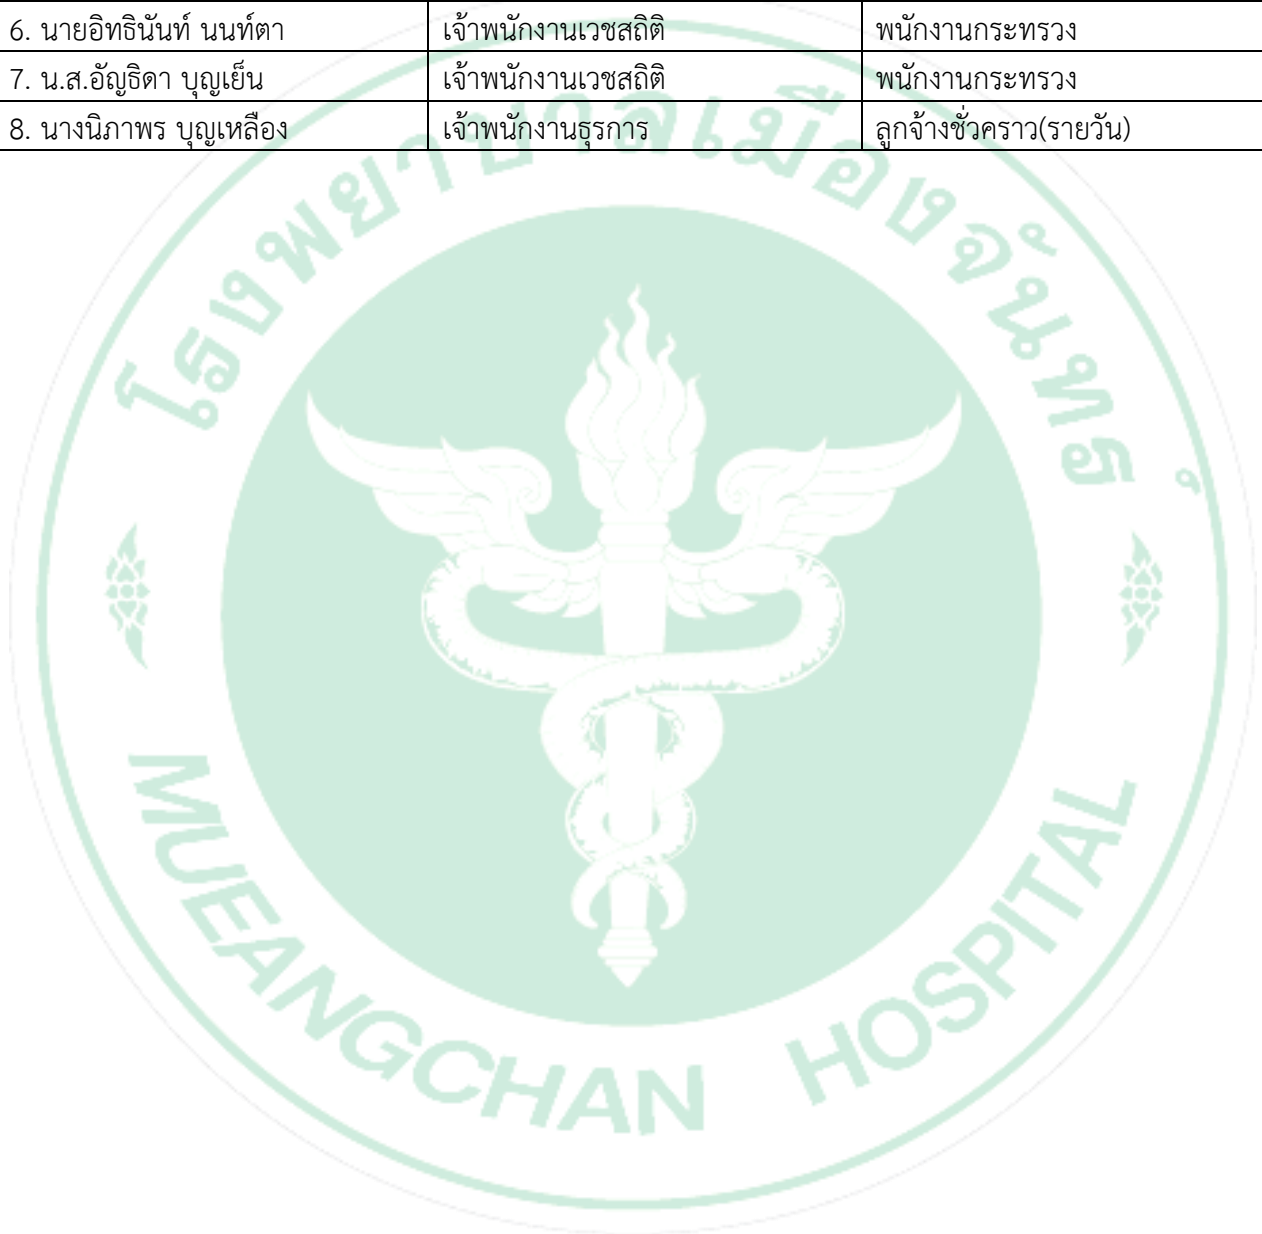 6. นายอิทธินันท์ นนท์ตา เจ้าพนักงานเวชสถิติ พนักงานกระทรวง
7. น.ส.อัญธิดา บุญเย็น เจ้าพนักงานเวชสถิติ พนักงานกระทรวง
8. นางนิภาพร บุญเหลือง เจ้าพนักงานธุรการ ลูกจ้างชั่วคราว(รายวัน)
โรงพยาบาลเมืองจันทร์
MUEANGCHAN HOSPITAL